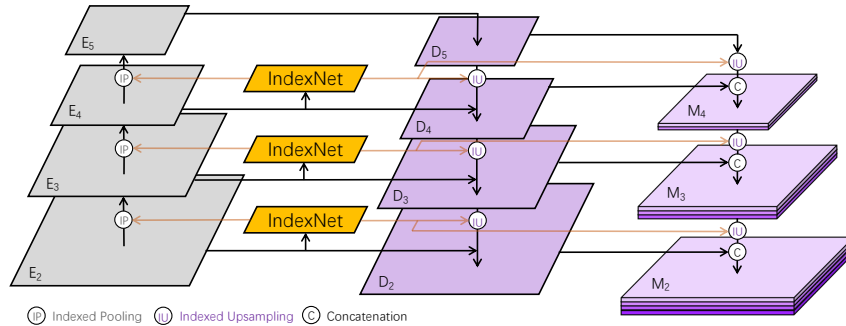 E5
D5
IU
IP
IndexNet
IU
C
E4
D4
M4
IP
IndexNet
IU
IU
C
E3
D3
M3
IP
IndexNet
IU
IU
C
E2
D2
M2
IP Indexed Pooling IU Indexed Upsampling C Concatenation